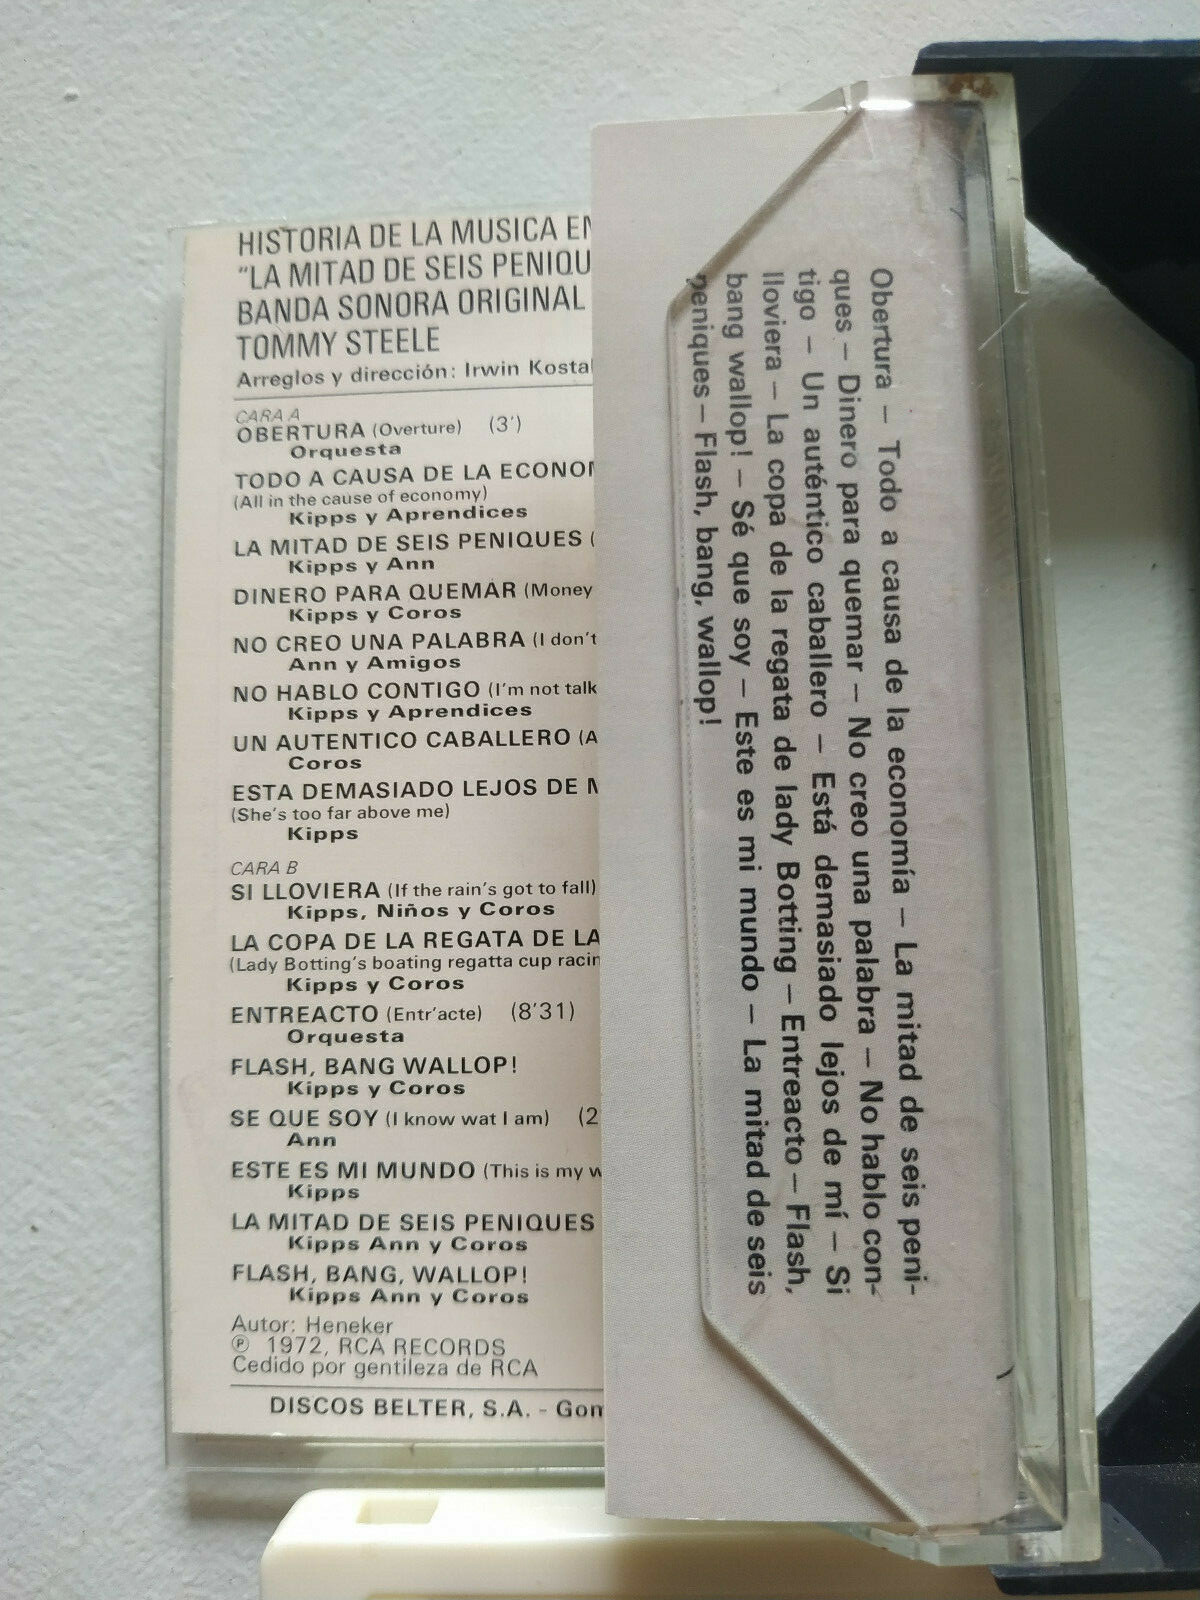 HISTORIA DE LA MUSICA EN
"LA MITAD DE SEIS PENIQU
BANDA SONORA ORIGINAL
TOMMY STEELE
Arreglos y dirección: Irwin Kostal
CARA A
OBERTURA (Overture) (3')
Orquesta
TODO A CAUSA DE LA ECONOM
(All in the cause of economy)
Kipps y Aprendices
LA MITAD DE SEIS PENIQUES (
Kipps y Ann
DINERO PARA QUEMAR (Money
Kipps y Coros
NO CREO UNA PALABRA (I don't
Ann y Amigos
NO HABLO CONTIGO (I'm not talk
Kipps y Aprendices
UN AUTENTICO CABALLERO (A
Coros
ESTA DEMASIADO LEJOS DE M
(She's too far above me)
Kipps
CARA B
SI LLOVIERA (If the rain's got to fall)
Kipps, Niños y Coros
LA COPA DE LA REGATA DE LA
(Lady Botting's boating regatta cup racin
Kipps y Coros
ENTREACTO (Entr'acte) (8'31)
Orquesta
FLASH, BANG WALLOP!
Kipps y Coros
SE QUE SOY (I know wat I am) (2
Ann
ESTE ES MI MUNDO (This is my w
Kipps
LA MITAD DE SEIS PENIQUES
Kipps Ann y Coros
FLASH, BANG, WALLOP!
Kipps Ann y Coros
Autor: Heneker
℗ 1972, RCA RECORDS
Cedido por gentileza de RCA
DISCOS BELTER, S.A. - Gom
Obertura – Todo a causa de la economía – La mitad de seis peni-
ques – Dinero para quemar – No creo una palabra – No hablo con-
tigo – Un auténtico caballero – Está demasiado lejos de mí – Si
lloviera – La copa de la regata de lady Botting – Entreacto – Flash,
bang wallop! – Sé que soy – Este es mi mundo – La mitad de seis
peniques – Flash, bang, wallop!